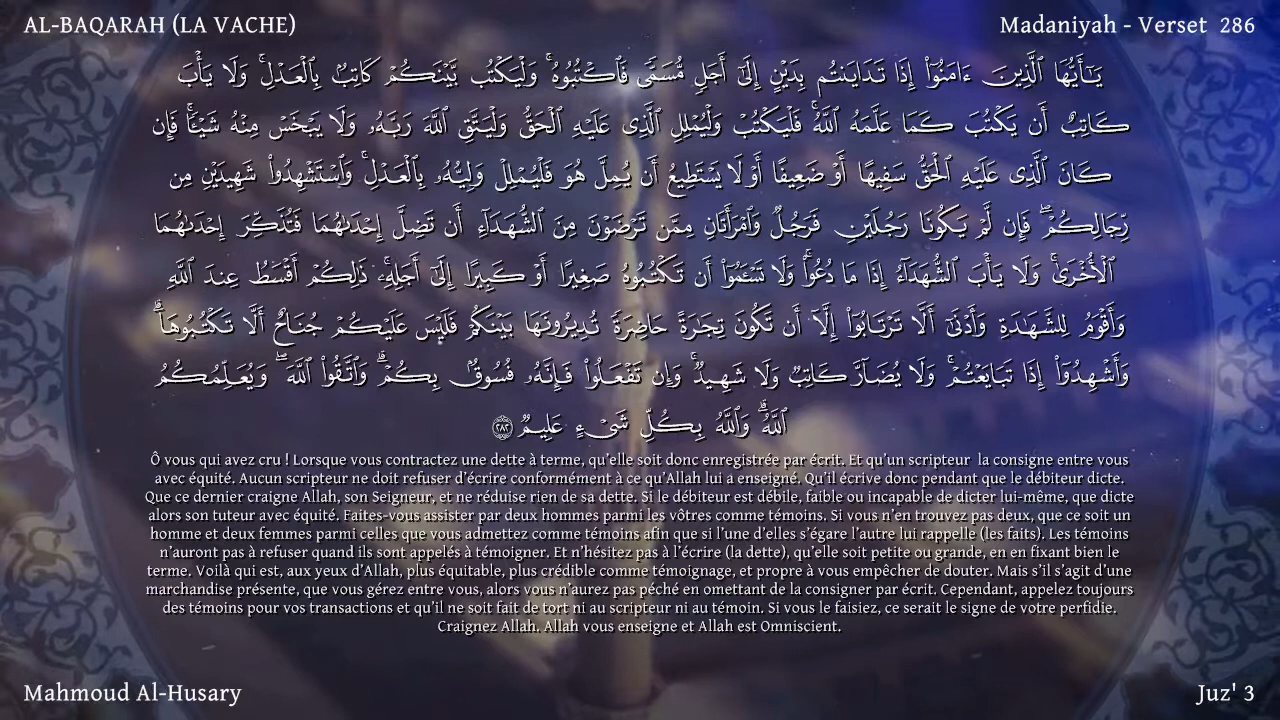 AL-BAQARAH (LA VACHE)
Madaniyah - Verset 286
يَـٰٓأَيُّهَا ٱلَّذِينَ ءَامَنُوٓا۟ إِذَا تَدَايَنتُم بِدَيْنٍ إِلَىٰٓ أَجَلٍ مُّسَمًّى فَٱكْتُبُوهُ ۚ وَلْيَكْتُب بَّيْنَكُمْ كَاتِبٌۢ بِٱلْعَدْلِ ۚ وَلَا يَأْبَ
كَاتِبٌ أَن يَكْتُبَ كَمَا عَلَّمَهُ ٱللَّهُ ۚ فَلْيَكْتُبْ وَلْيُمْلِلِ ٱلَّذِى عَلَيْهِ ٱلْحَقُّ وَلْيَتَّقِ ٱللَّهَ رَبَّهُۥ وَلَا يَبْخَسْ مِنْهُ شَيْـًٔا ۚ فَإِن
كَانَ ٱلَّذِى عَلَيْهِ ٱلْحَقُّ سَفِيهًا أَوْ ضَعِيفًا أَوْ لَا يَسْتَطِيعُ أَن يُمِلَّ هُوَ فَلْيُمْلِلْ وَلِيُّهُۥ بِٱلْعَدْلِ ۚ وَٱسْتَشْهِدُوا۟ شَهِيدَيْنِ مِن
رِّجَالِكُمْ ۖ فَإِن لَّمْ يَكُونَا رَجُلَيْنِ فَرَجُلٌ وَٱمْرَأَتَانِ مِمَّن تَرْضَوْنَ مِنَ ٱلشُّهَدَآءِ أَن تَضِلَّ إِحْدَىٰهُمَا فَتُذَكِّرَ إِحْدَىٰهُمَا
ٱلْأُخْرَىٰ ۚ وَلَا يَأْبَ ٱلشُّهَدَآءُ إِذَا مَا دُعُوا۟ ۚ وَلَا تَسْـَٔمُوٓا۟ أَن تَكْتُبُوهُ صَغِيرًا أَوْ كَبِيرًا إِلَىٰٓ أَجَلِهِۦ ۚ ذَٰلِكُمْ أَقْسَطُ عِندَ ٱللَّهِ
وَأَقْوَمُ لِلشَّهَـٰدَةِ وَأَدْنَىٰٓ أَلَّا تَرْتَابُوٓا۟ ۖ إِلَّآ أَن تَكُونَ تِجَـٰرَةً حَاضِرَةً تُدِيرُونَهَا بَيْنَكُمْ فَلَيْسَ عَلَيْكُمْ جُنَاحٌ أَلَّا تَكْتُبُوهَا ۗ
وَأَشْهِدُوٓا۟ إِذَا تَبَايَعْتُمْ ۚ وَلَا يُضَآرَّ كَاتِبٌ وَلَا شَهِيدٌ ۚ وَإِن تَفْعَلُوا۟ فَإِنَّهُۥ فُسُوقٌۢ بِكُمْ ۗ وَٱتَّقُوا۟ ٱللَّهَ ۖ وَيُعَلِّمُكُمُ
ٱللَّهُ ۗ وَٱللَّهُ بِكُلِّ شَىْءٍ عَلِيمٌ ٢٨٢
Ô vous qui avez cru ! Lorsque vous contractez une dette à terme, qu’elle soit donc enregistrée par écrit. Et qu’un scripteur la consigne entre vous
avec équité. Aucun scripteur ne doit refuser d’écrire conformément à ce qu’Allah lui a enseigné. Qu’il écrive donc pendant que le débiteur dicte.
Que ce dernier craigne Allah, son Seigneur, et ne réduise rien de sa dette. Si le débiteur est débile, faible ou incapable de dicter lui-même, que dicte
alors son tuteur avec équité. Faites-vous assister par deux hommes parmi les vôtres comme témoins. Si vous n’en trouvez pas deux, que ce soit un
homme et deux femmes parmi celles que vous admettez comme témoins afin que si l’une d’elles s’égare l’autre lui rappelle (les faits). Les témoins
n’auront pas à refuser quand ils sont appelés à témoigner. Et n’hésitez pas à l’écrire (la dette), qu’elle soit petite ou grande, en en fixant bien le
terme. Voilà qui est, aux yeux d’Allah, plus équitable, plus crédible comme témoignage, et propre à vous empêcher de douter. Mais s’il s’agit d’une
marchandise présente, que vous gérez entre vous, alors vous n’aurez pas péché en omettant de la consigner par écrit. Cependant, appelez toujours
des témoins pour vos transactions et qu’il ne soit fait de tort ni au scripteur ni au témoin. Si vous le faisiez, ce serait le signe de votre perfidie.
Craignez Allah. Allah vous enseigne et Allah est Omniscient.
Mahmoud Al-Husary
Juz' 3